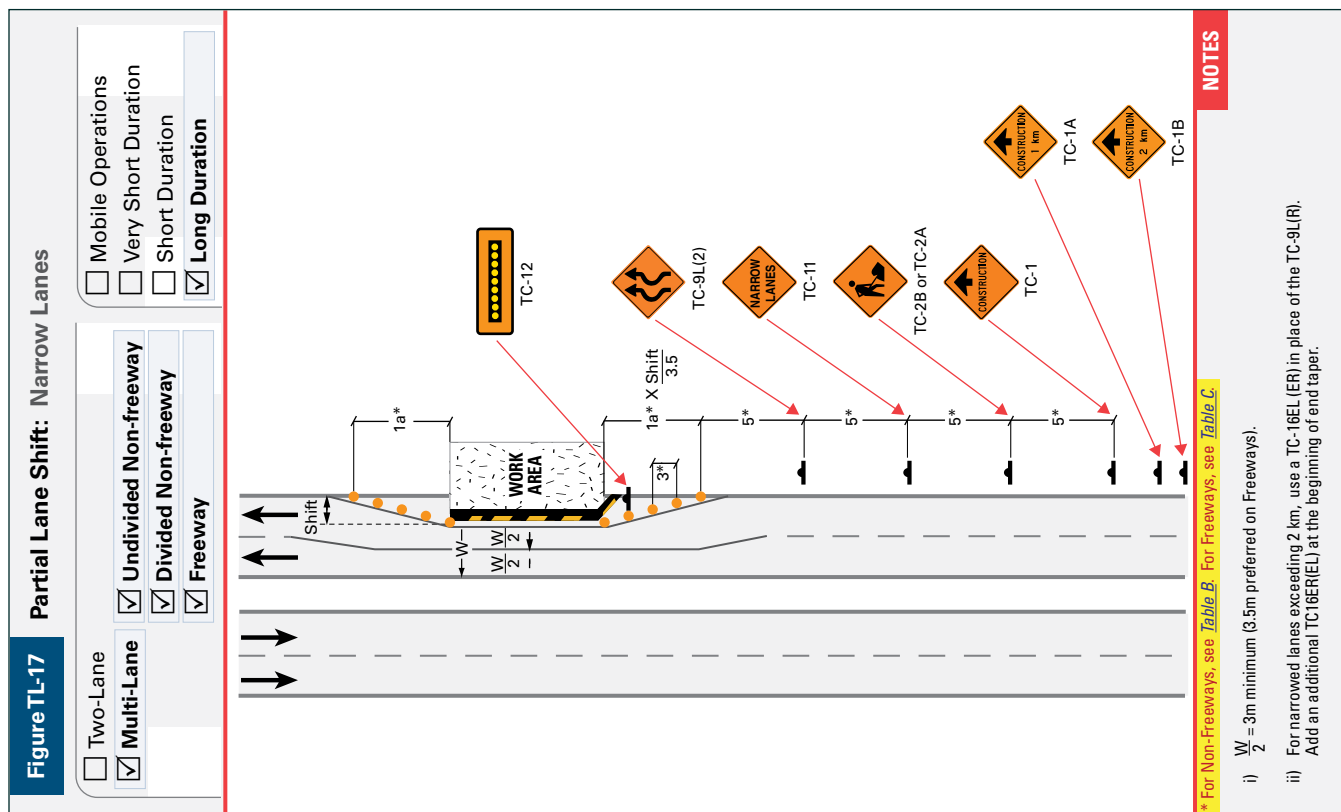 Figure TL-17
Partial Lane Shift: Narrow Lanes
Two-Lane
Multi-Lane
Undivided Non-freeway
Divided Non-freeway
Freeway
Mobile Operations
Very Short Duration
Short Duration
Long Duration
1a*
Shift
W
W
2
W
2
WORK
AREA
TC-12
1a* X Shift
3.5
3*
5*
5*
5*
5*
TC-9L(2)
NARROW
LANES
TC-11
TC-2B or TC-2A
CONSTRUCTION
TC-1
CONSTRUCTION
1 km
TC-1A
CONSTRUCTION
2 km
TC-1B
NOTES
* For Non-Freeways, see Table B. For Freeways, see Table C.
i) W
2 = 3m minimum (3.5m preferred on Freeways).
ii) For narrowed lanes exceeding 2 km, use a TC-16EL (ER) in place of the TC-9L(R).
Add an additional TC16ER(EL) at the beginning of end taper.